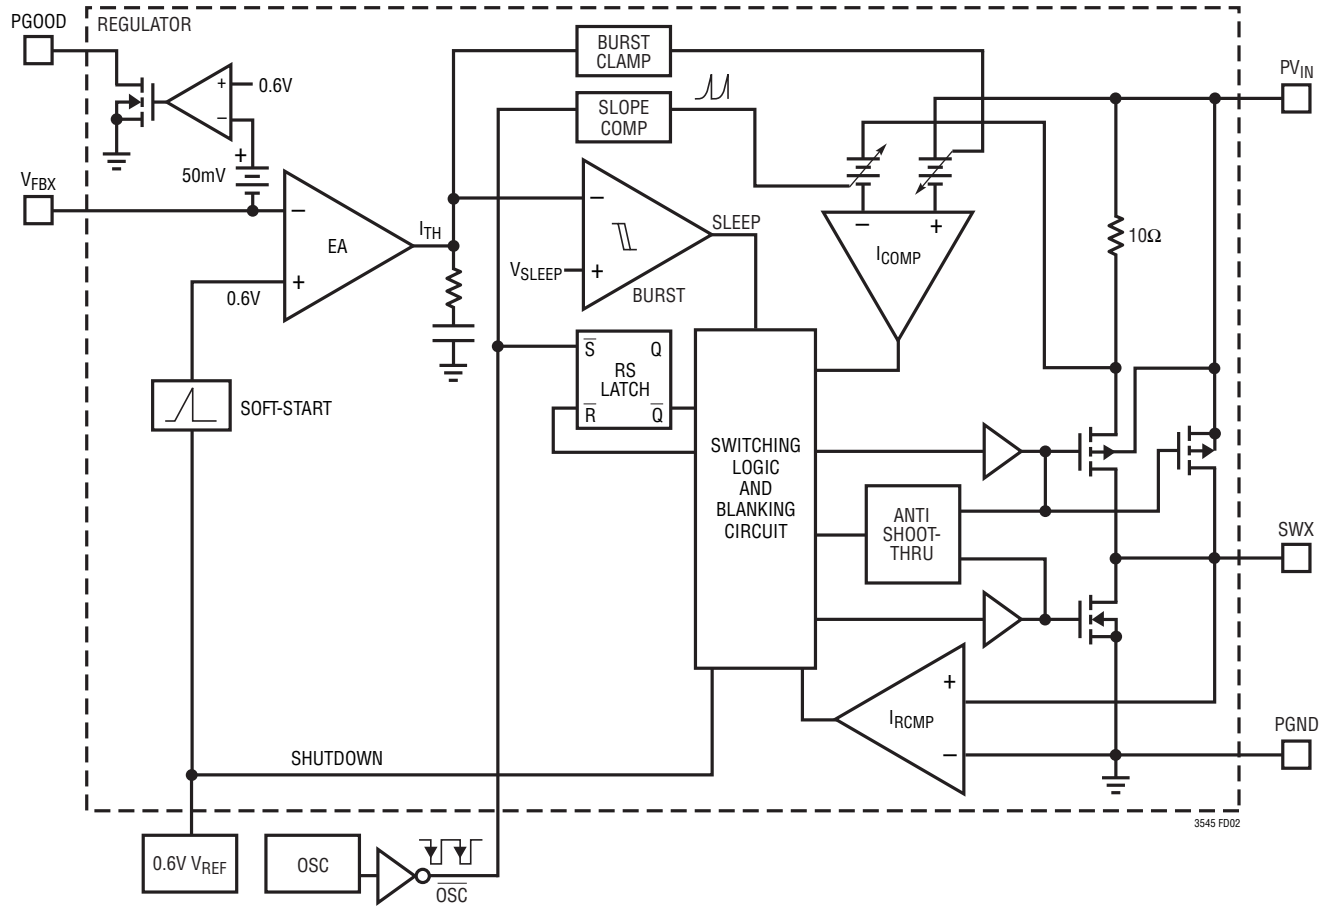 PGOOD
REGULATOR
+
0.6V
−
+
50mV
VFBX
−
EA
+
0.6V
ITH
BURST
CLAMP
SLOPE
COMP
PVIN
−
VSLEEP
+
BURST
SLEEP
−
+
ICOMP
10Ω
SOFT-START
S̅
Q
RS
LATCH
R̅
Q̅
SWITCHING
LOGIC
AND
BLANKING
CIRCUIT
ANTI
SHOOT-
THRU
SWX
+
IRCMP
−
PGND
SHUTDOWN
3545 FD02
0.6V VREF
OSC
O̅S̅C̅